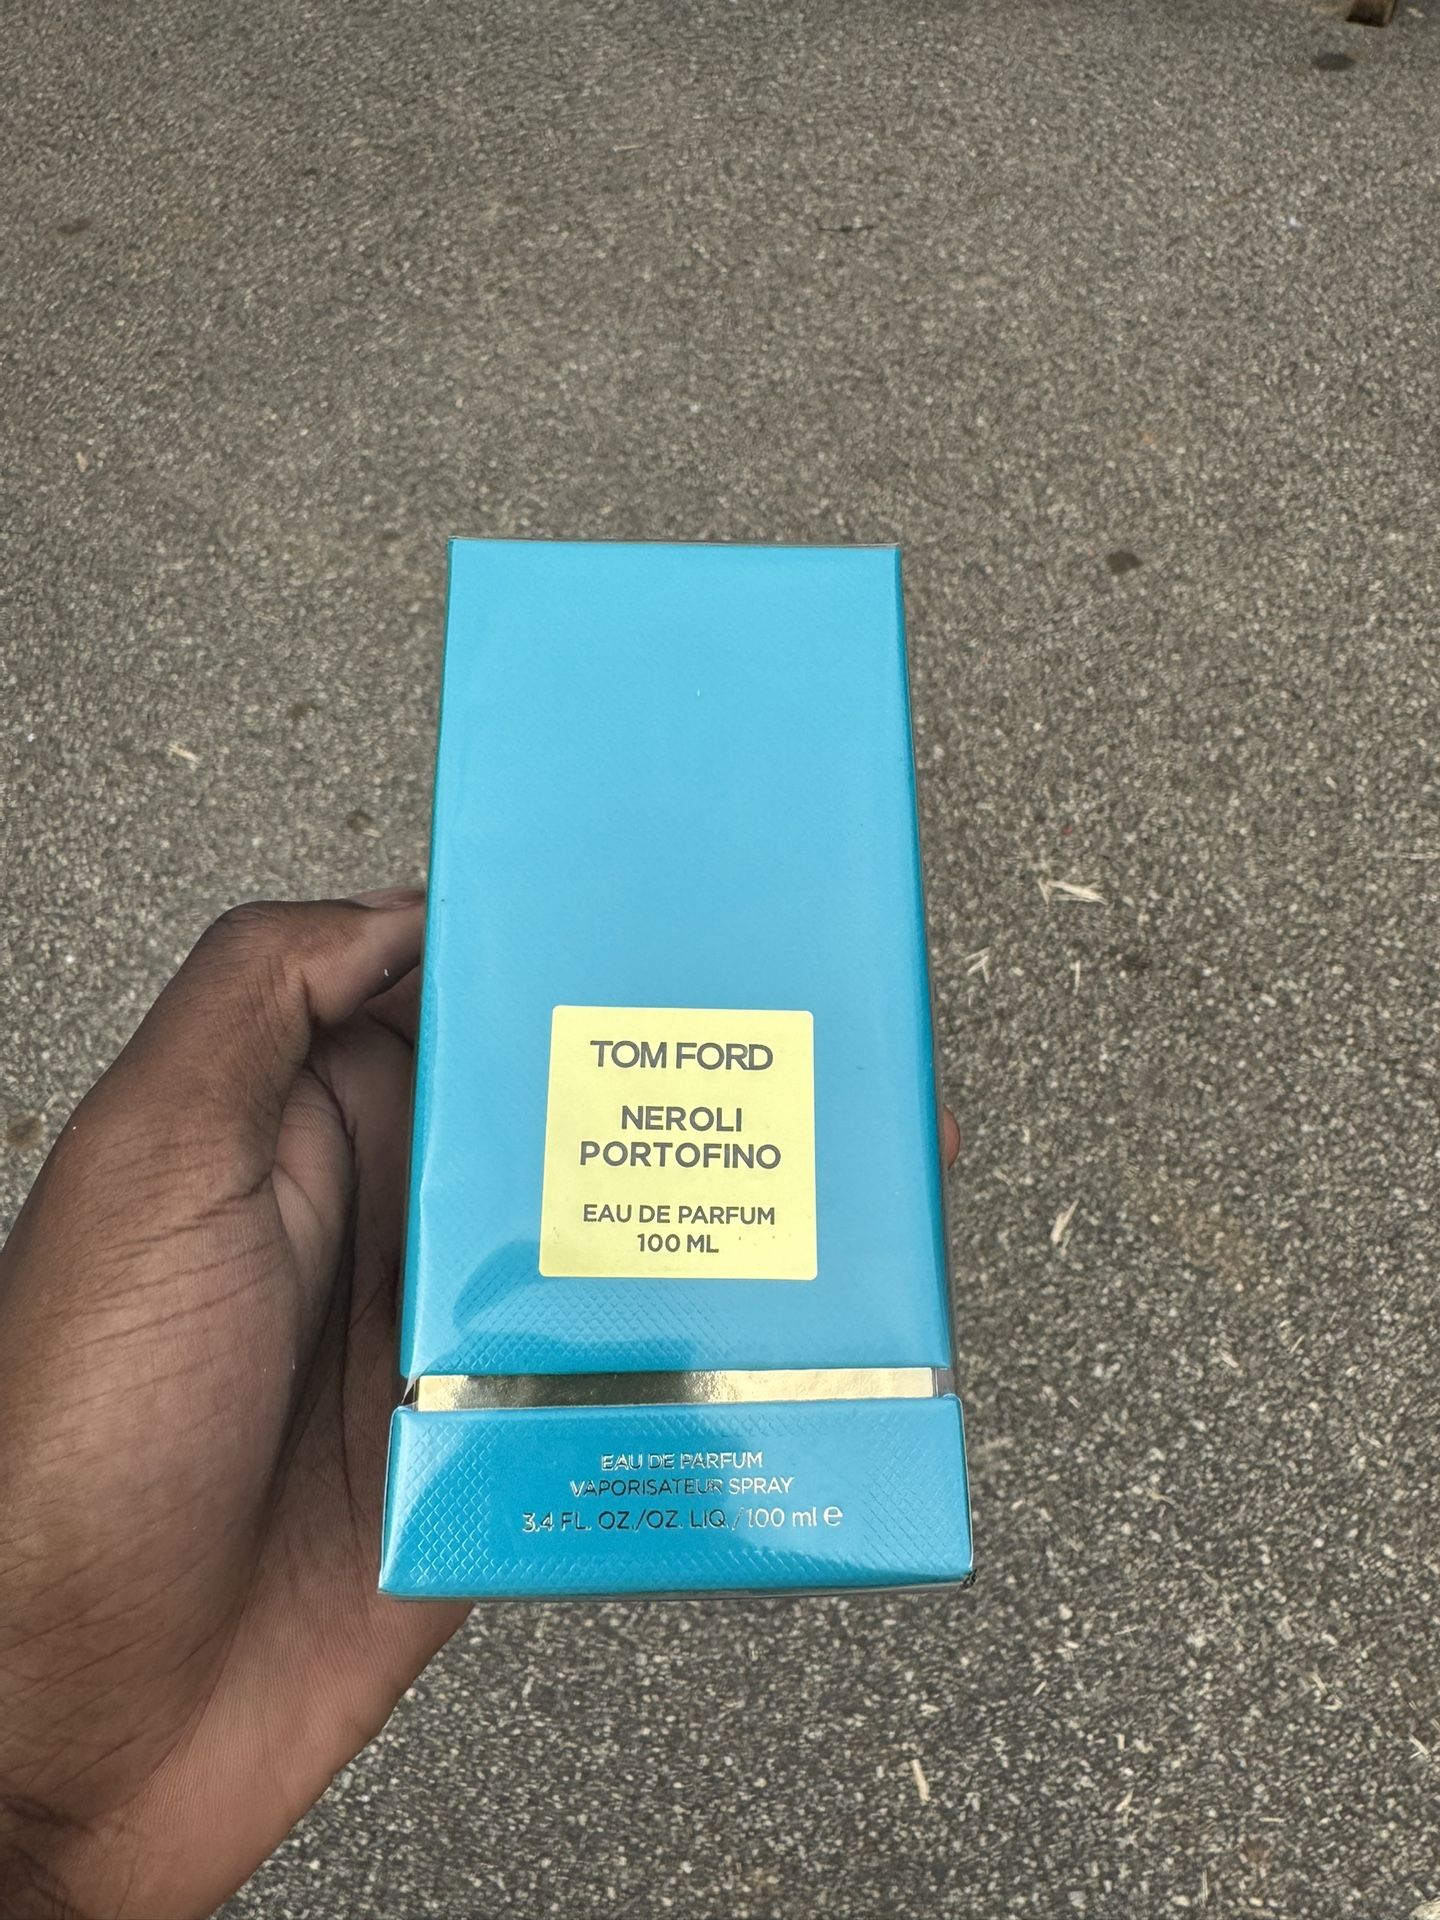 TOM FORD
NEROLI
PORTOFINO
EAU DE PARFUM
100 ML
EAU DE PARFUM
VAPORISATEUR SPRAY
3,4 FL. OZ./OZ. LIQ./100 ml e